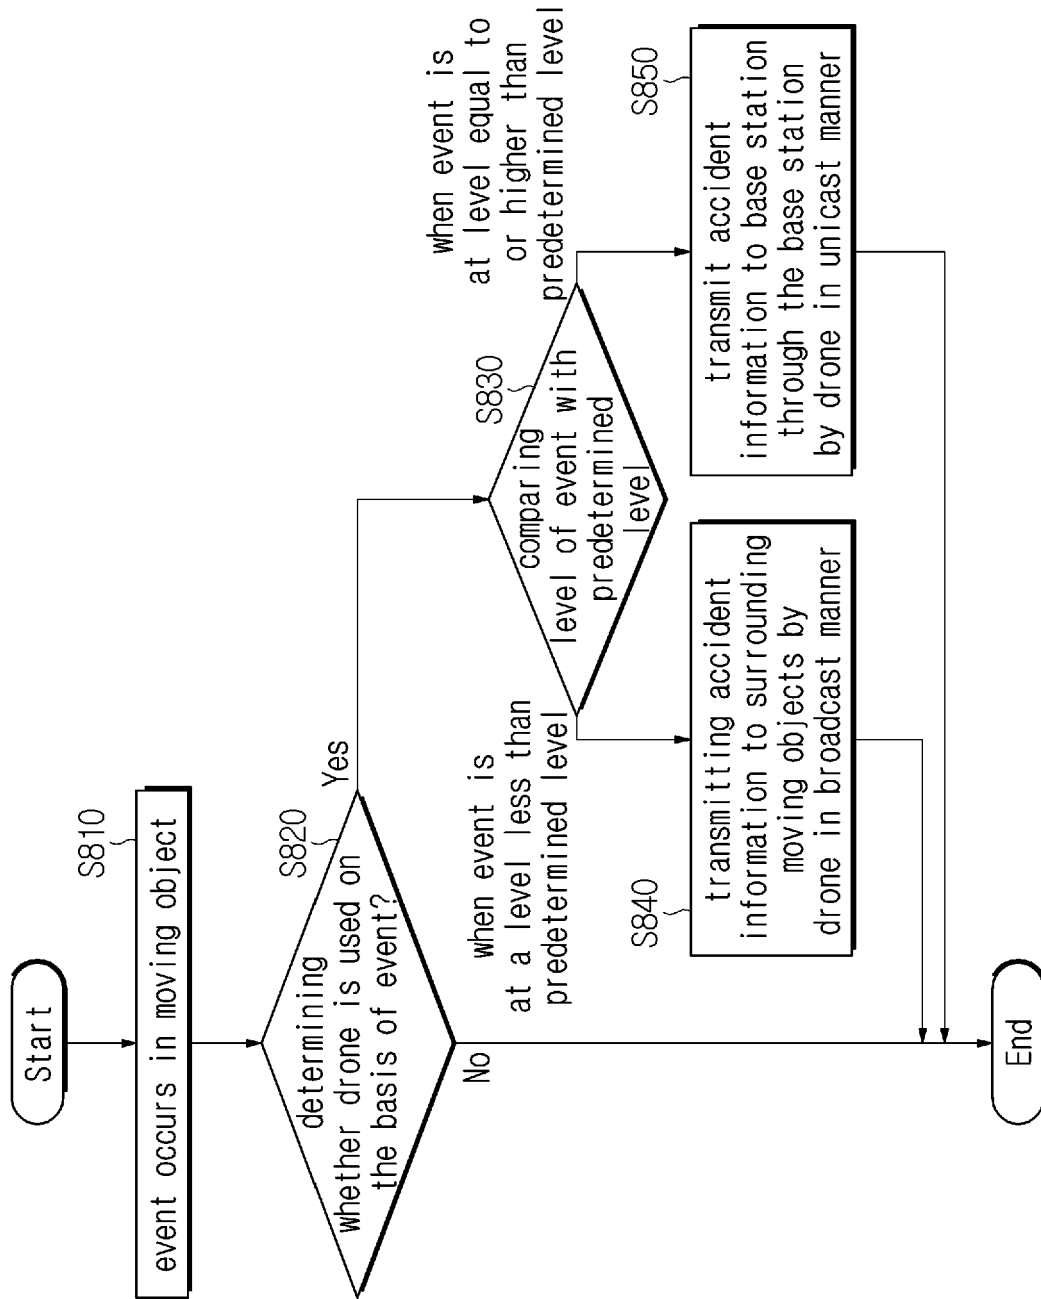 Start
S810
event occurs in moving object
S820
determining
whether drone is used on
the basis of event?
Yes
No
S830
comparing
level of event with
predetermined
level
when event is
at a level less than
predetermined level
when event is
at level equal to
or higher than
predetermined level
S840
transmitting accident
information to surrounding
moving objects by
drone in broadcast manner
S850
transmit accident
information to base station
through the base station
by drone in unicast manner
End